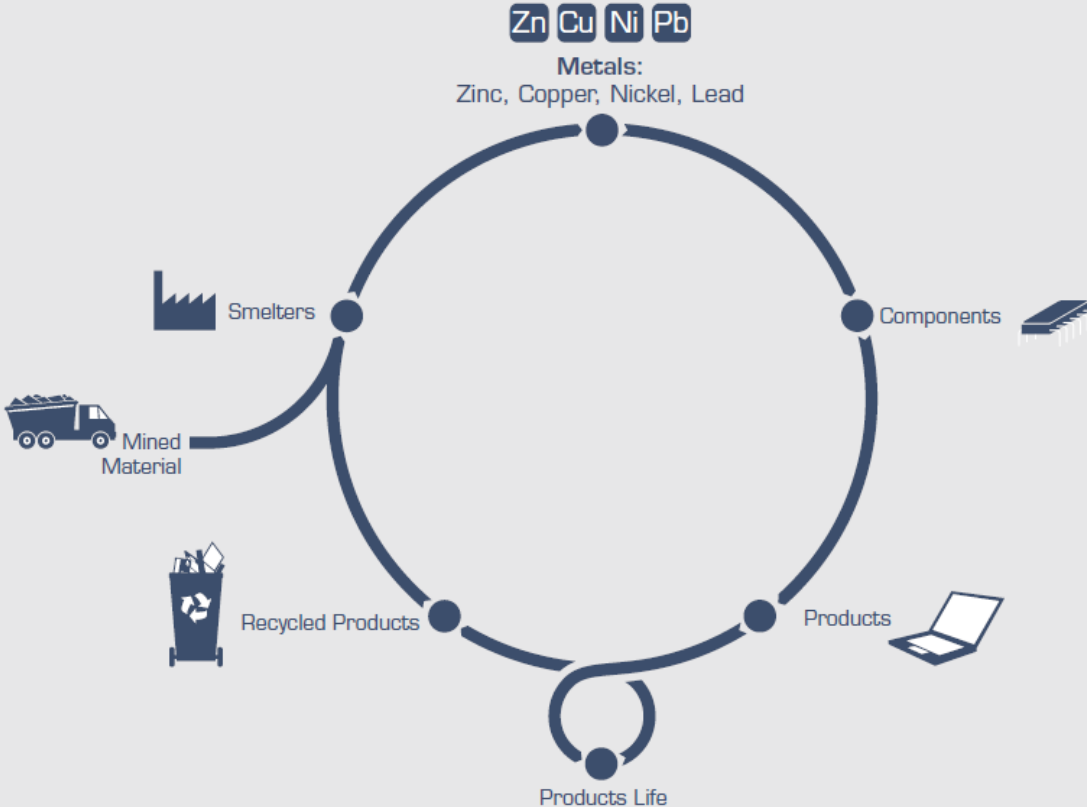 Zn Cu Ni Pb
Metals:
Zinc, Copper, Nickel, Lead
Smelters
Components
Mined
Material
Recycled Products
Products
Products Life